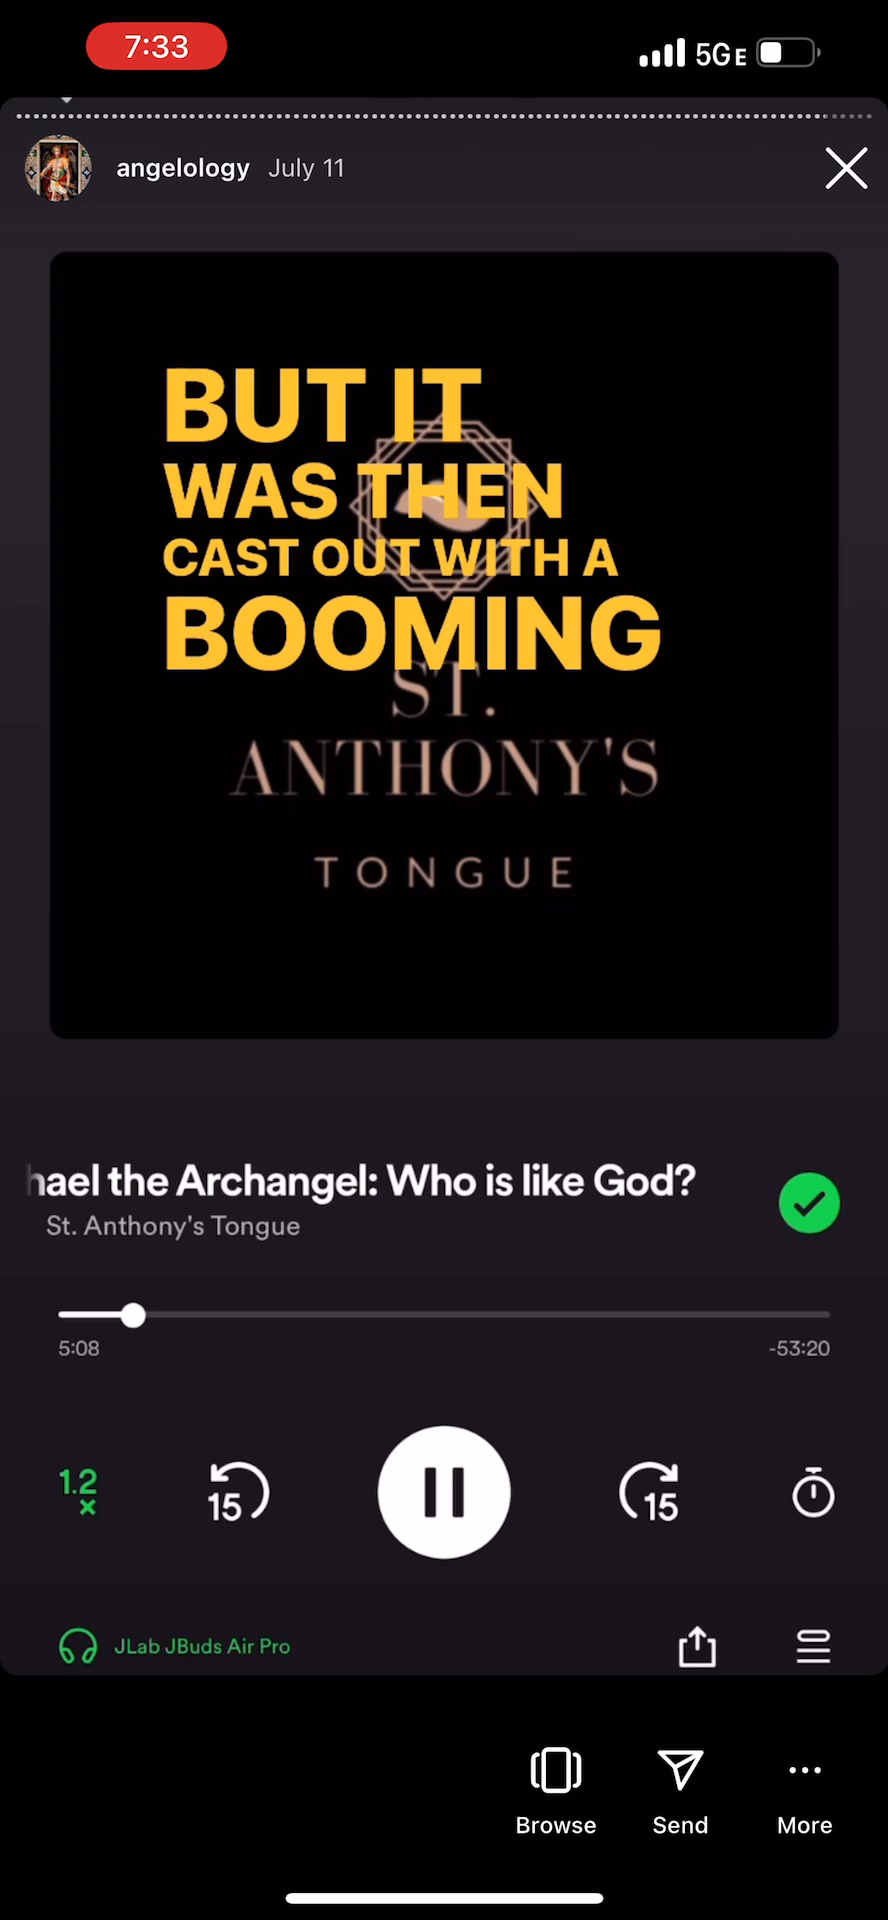 7:33
5GE
angelology July 11
BUT IT
WAS THEN
CAST OUT WITH A
BOOMING
ST.
ANTHONY'S
TONGUE
hael the Archangel: Who is like God?
St. Anthony's Tongue
5:08 -53:20
1.2x 15 15
JLab JBuds Air Pro
Browse Send More